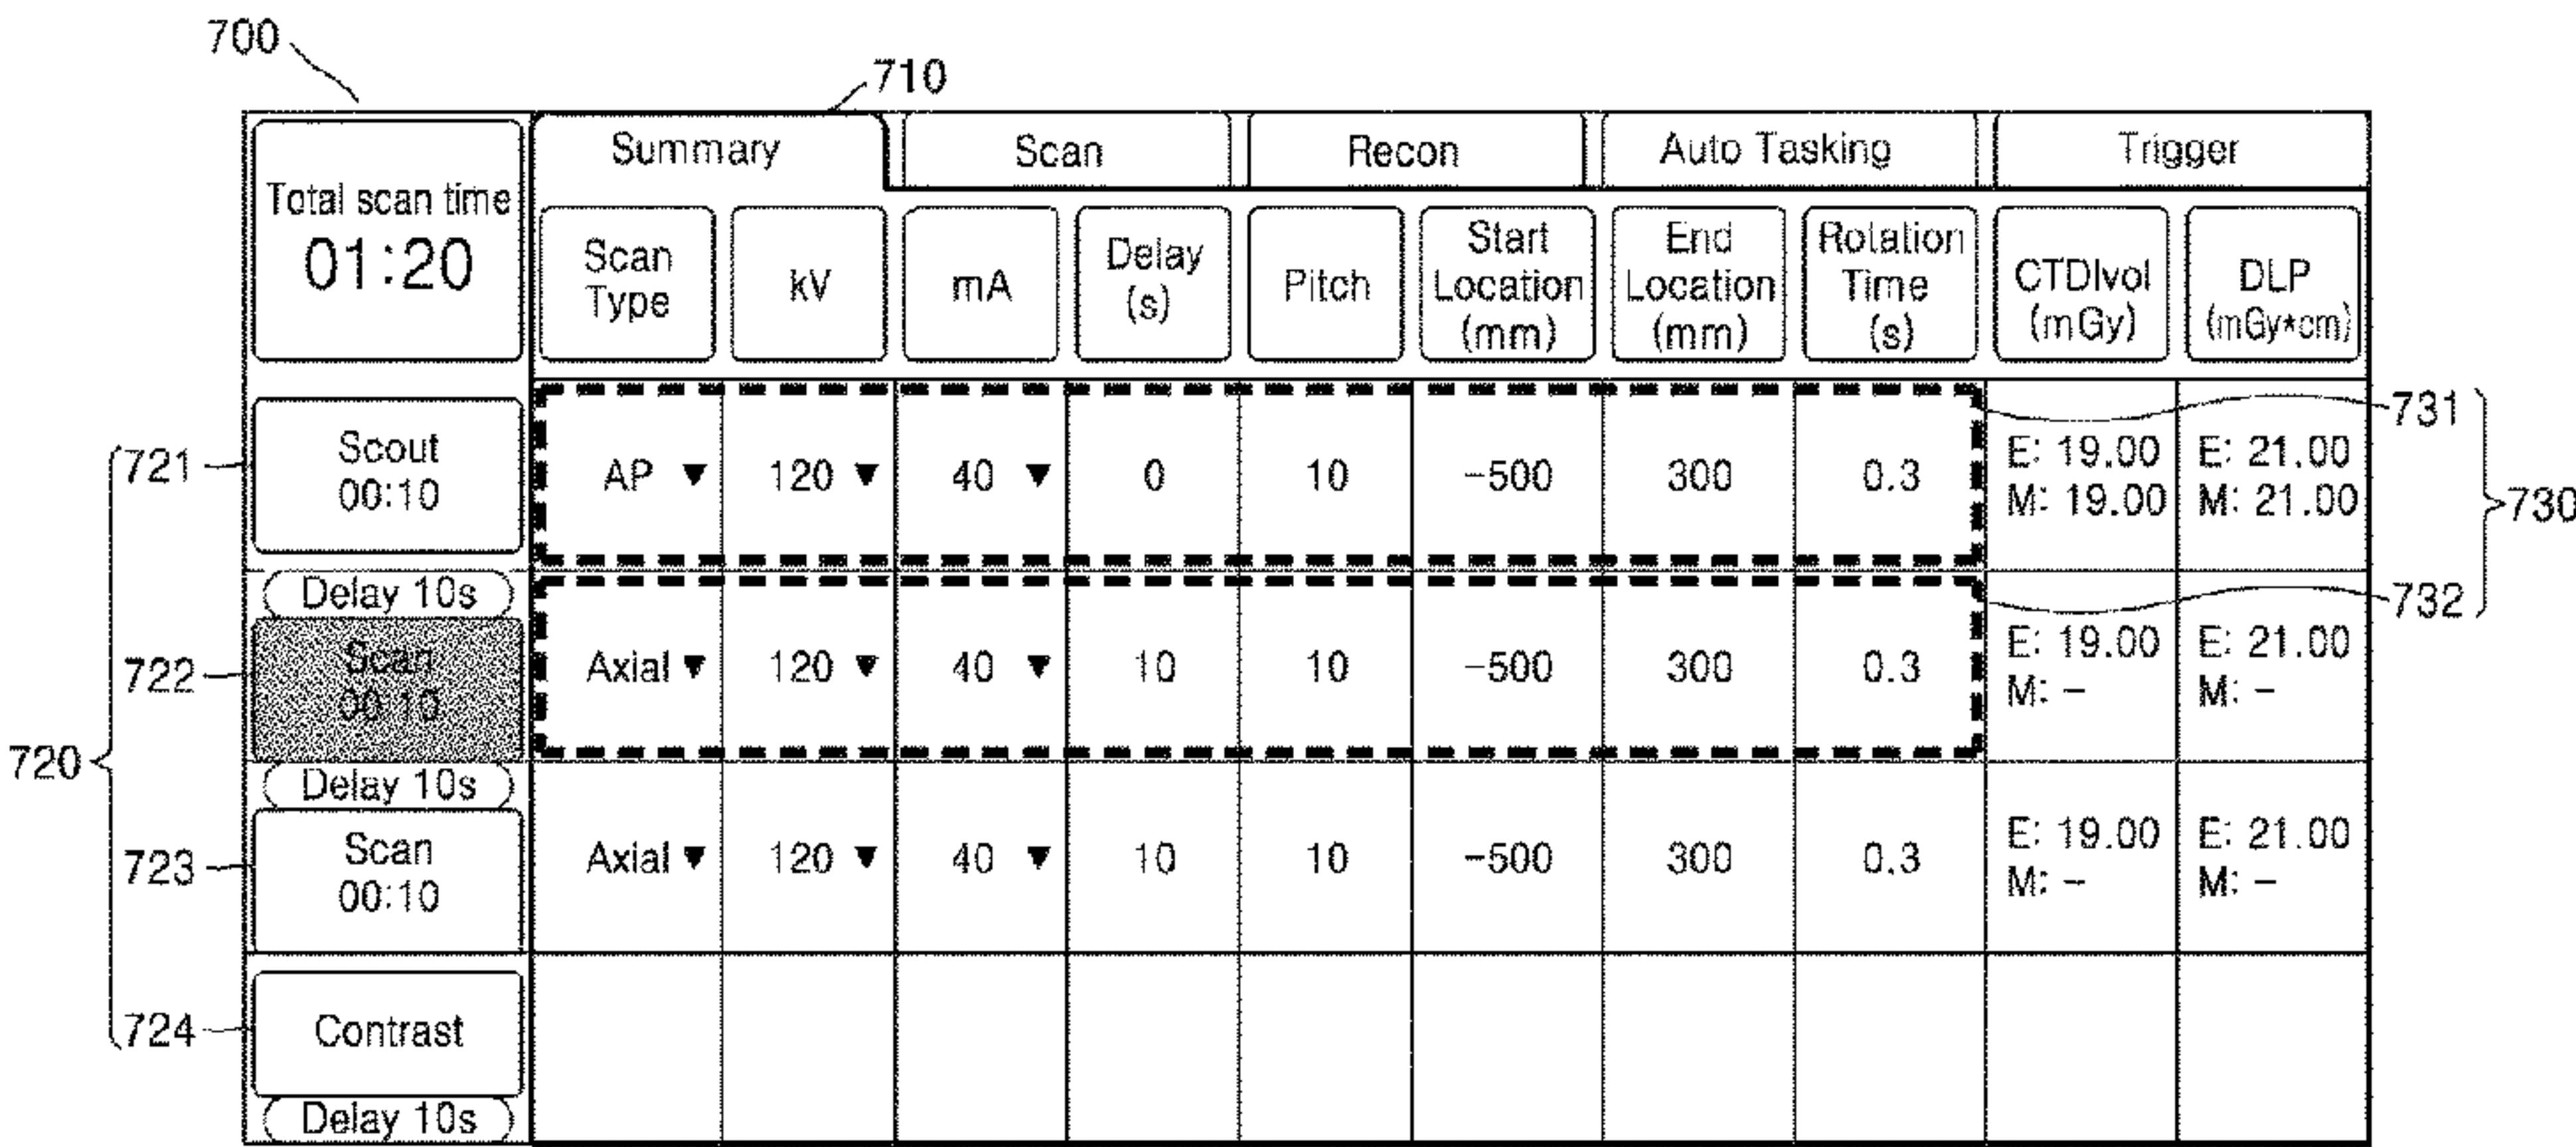 700
710
Total scan time
01:20
Summary
Scan
Recon
Auto Tasking
Trigger
Scan
Type
kV
mA
Delay
(s)
Pitch
Start
Location
(mm)
End
Location
(mm)
Rotation
Time
(s)
CTDIvol
(mGy)
DLP
(mGy*cm)
720
730
721
Scout
00:10
AP ▼
120 ▼
40 ▼
0
10
-500
300
0.3
E: 19.00
M: 19.00
E: 21.00
M: 21.00
731
Delay 10s
722
Scan
00:10
Axial ▼
120 ▼
40 ▼
10
10
-500
300
0.3
E: 19.00
M: -
E: 21.00
M: -
732
Delay 10s
723
Scan
00:10
Axial ▼
120 ▼
40 ▼
10
10
-500
300
0.3
E: 19.00
M: -
E: 21.00
M: -
724
Contrast
Delay 10s